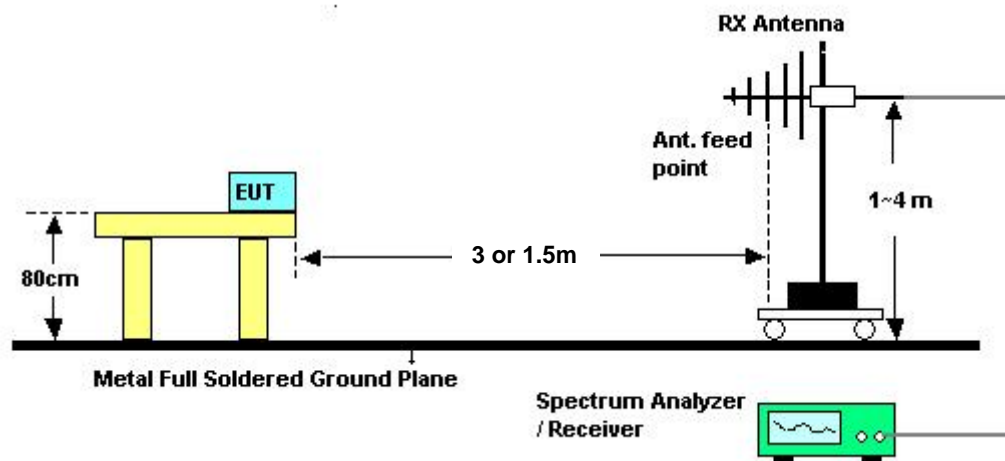 RX Antenna
Ant. feed
point
EUT
1~4 m
3 or 1.5m
80cm
Metal Full Soldered Ground Plane
Spectrum Analyzer
/ Receiver